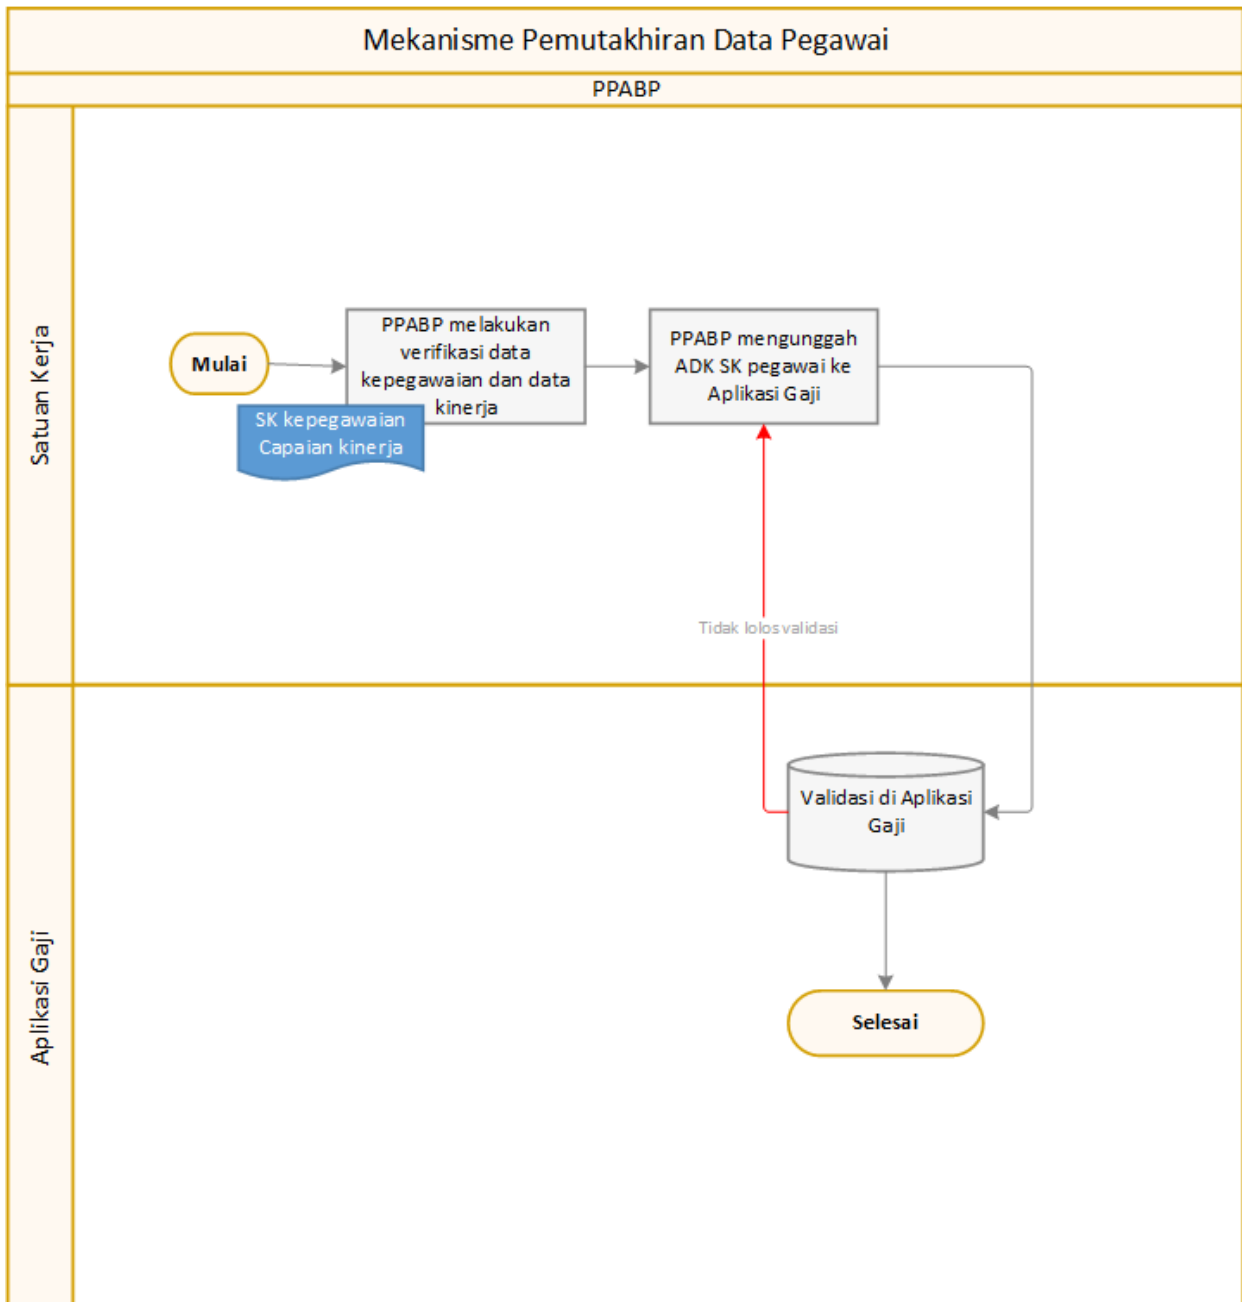 Mekanisme Pemutakhiran Data Pegawai
PPABP
Satuan Kerja
Mulai
PPABP melakukan
verifikasi data
kepegawaian dan data
kinerja
SK kepegawaian
Capaian kinerja
PPABP mengunggah
ADK SK pegawai ke
Aplikasi Gaji
Tidak lolos validasi
Aplikasi Gaji
Validasi di Aplikasi
Gaji
Selesai